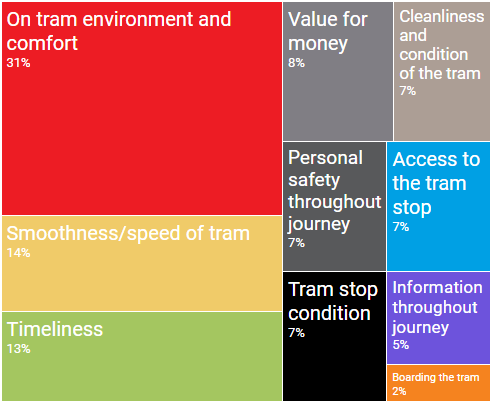 On tram environment and
comfort
31%
Smoothness/speed of tram
14%
Timeliness
13%
Value for
money
8%
Cleanliness
and
condition
of the tram
7%
Personal
safety
throughout
journey
7%
Access to
the tram
stop
7%
Tram stop
condition
7%
Information
throughout
journey
5%
Boarding the tram
2%